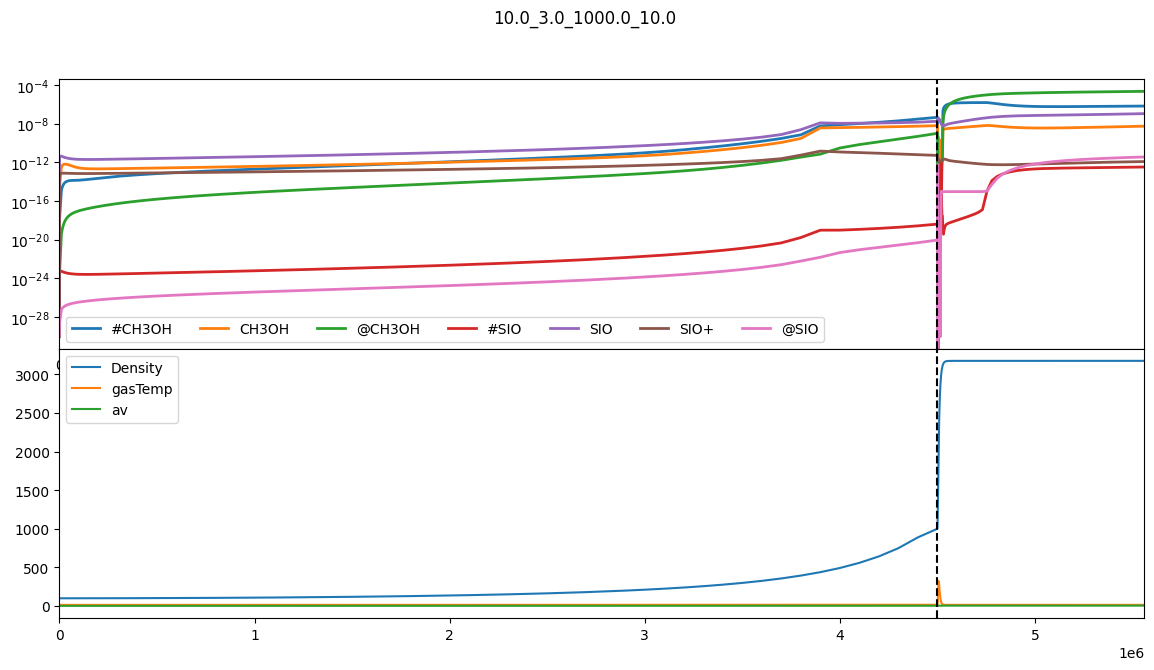 10.0_3.0_1000.0_10.0
10⁻⁴
10⁻⁸
10⁻¹²
10⁻¹⁶
10⁻²⁰
10⁻²⁴
10⁻²⁸
#CH3OH CH3OH @CH3OH #SIO SIO SIO+ @SIO
3000
2500
2000
1500
1000
500
0
Density
gasTemp
av
0 1 2 3 4 5
1e6